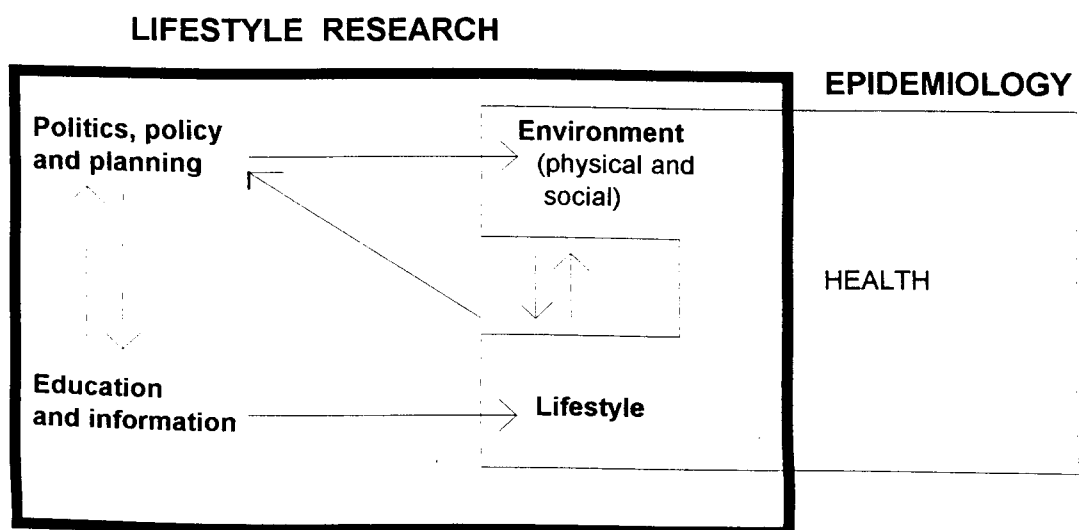 LIFESTYLE RESEARCH
EPIDEMIOLOGY
Politics, policy
and planning
Environment
(physical and
social)
HEALTH
Education
and information
Lifestyle